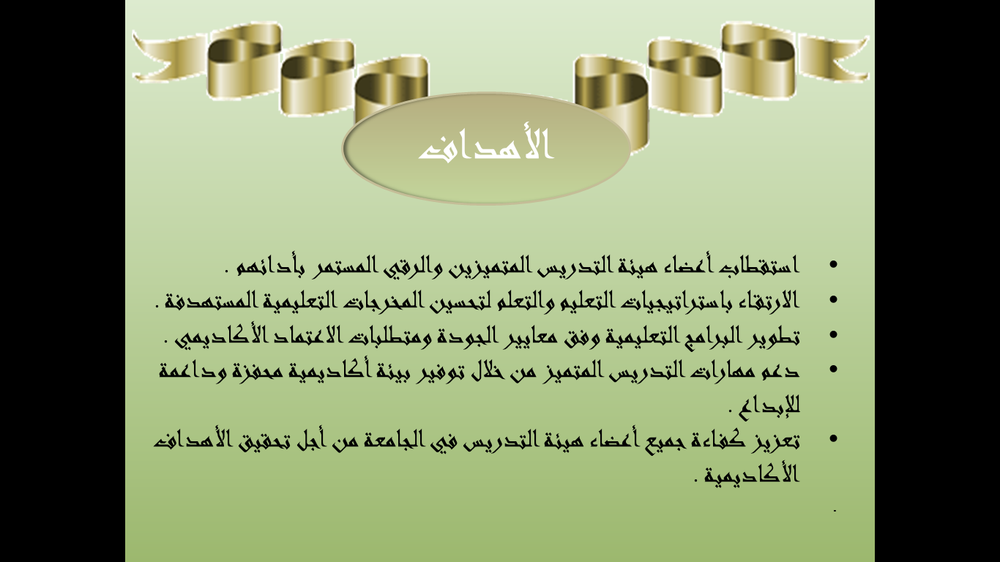 الأهداف
• استقطاب أعضاء هيئة التدريس المتميزين والرقي المستمر بأدائهم .
• الارتقاء باستراتيجيات التعليم والتعلم لتحسين المخرجات التعليمية المستهدفة .
• تطوير البرامج التعليمية وفق معايير الجودة ومتطلبات الاعتماد الأكاديمي .
• دعم مهارات التدريس المتميز من خلال توفير بيئة أكاديمية محفزة وداعمة
للإبداع .
• تعزيز كفاءة جميع أعضاء هيئة التدريس في الجامعة من أجل تحقيق الأهداف
الأكاديمية .
.